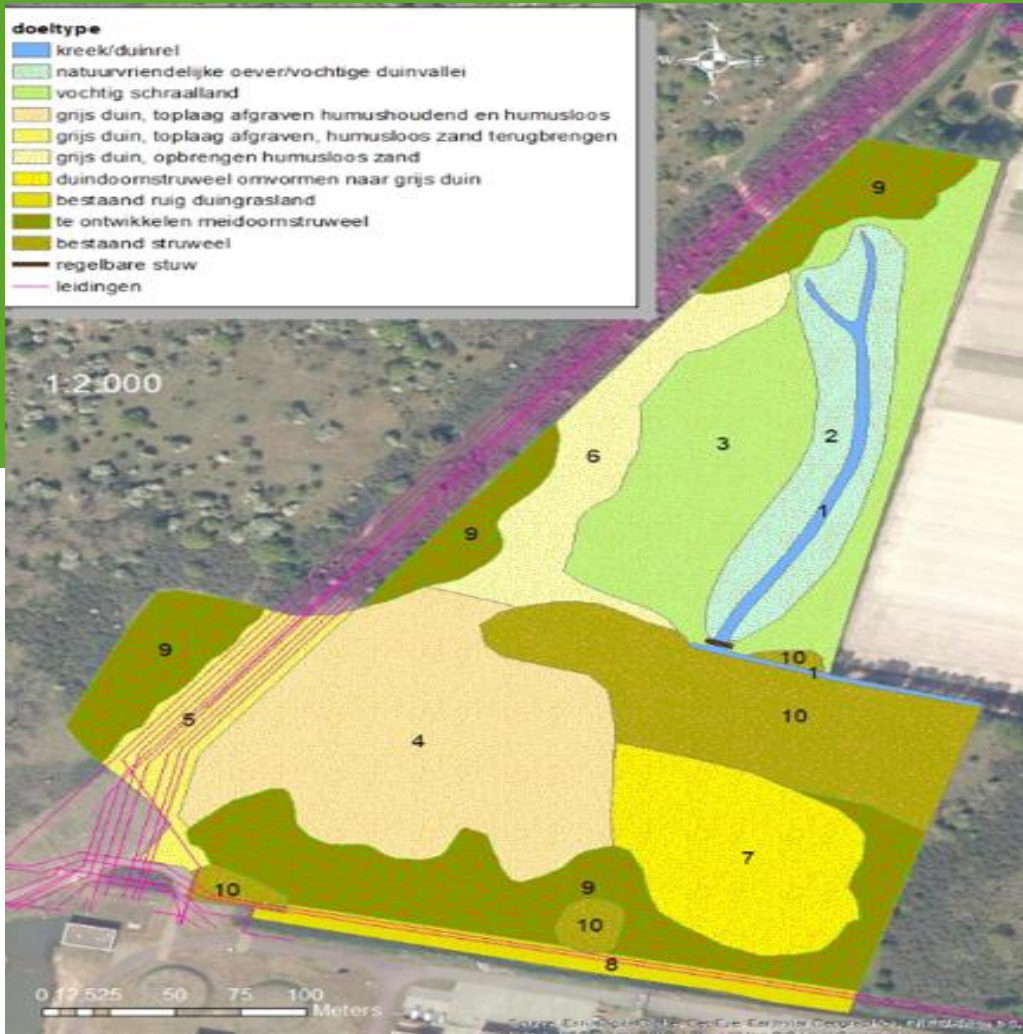 doeltype
kreek/duinrel
natuurvriendelijke oever/vochtige duinvallei
vochtig schraalland
grijs duin, toplaag afgraven humushoudend en humusloos
grijs duin, toplaag afgraven, humusloos zand terugbrengen
grijs duin, opbrengen humusloos zand
duindoornstruweel omvormen naar grijs duin
bestaand ruig duingrasland
te ontwikkelen meidoornstruweel
bestaand struweel
regelbare stuw
leidingen
N
W E
1:2.000
9
3
2
6
1
9
9
10
1
10
5
4
7
9
10
10
8
0 12.525 50 75 100
Meters